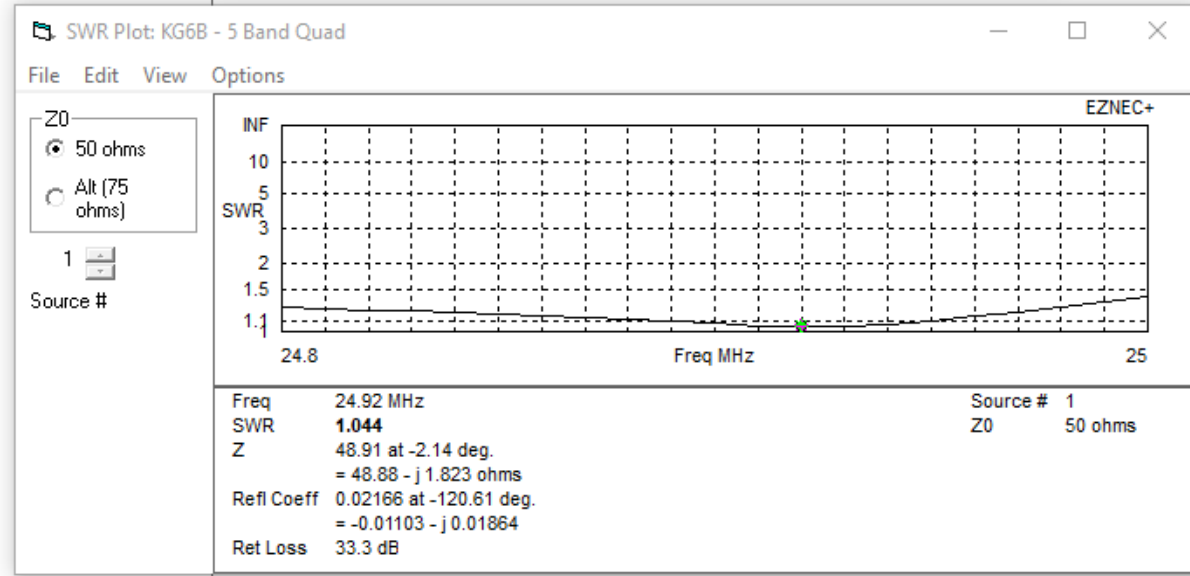 SWR Plot: KG6B - 5 Band Quad
File Edit View Options
Z0
50 ohms
Alt (75
ohms)
1
Source #
EZNEC+
INF
10
5
SWR
3
2
1.5
1.1
1
24.8 Freq MHz 25
Freq 24.92 MHz Source # 1
SWR 1.044 Z0 50 ohms
Z 48.91 at -2.14 deg.
= 48.88 - j 1.823 ohms
Refl Coeff 0.02166 at -120.61 deg.
= -0.01103 - j 0.01864
Ret Loss 33.3 dB